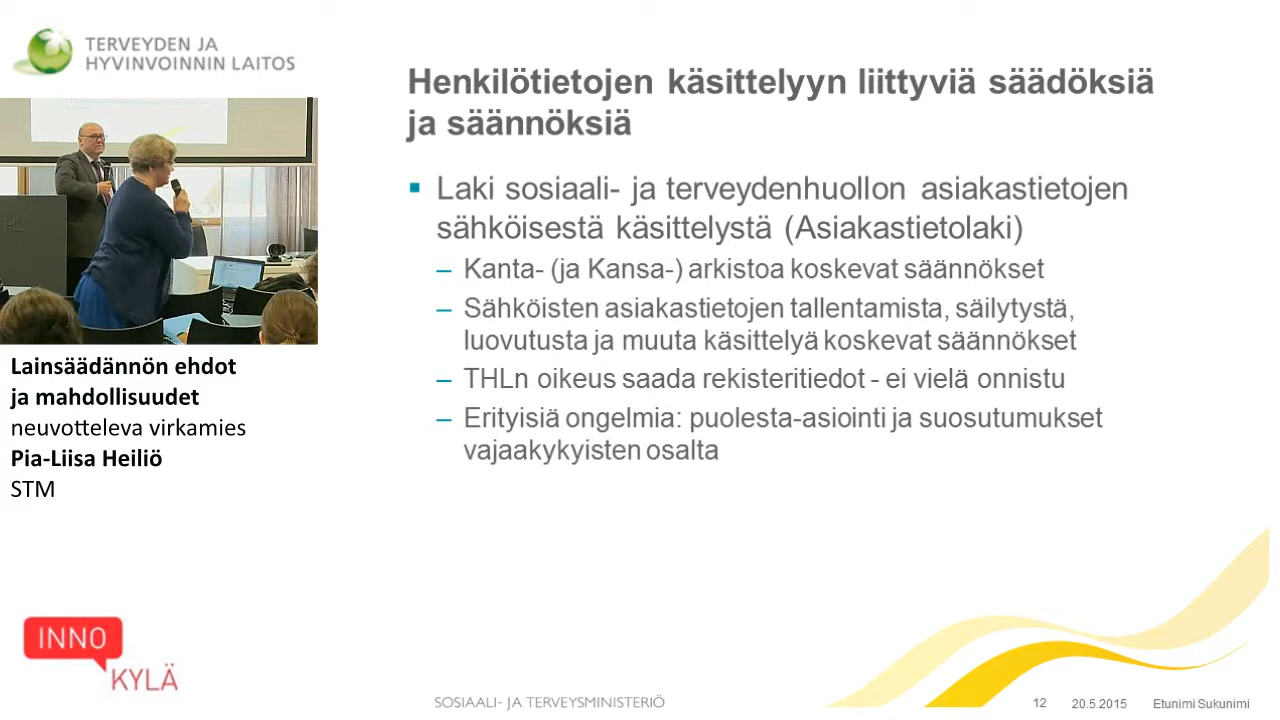 TERVEYDEN JA
HYVINVOINNIN LAITOS
Henkilötietojen käsittelyyn liittyviä säädöksiä
ja säännöksiä
Laki sosiaali- ja terveydenhuollon asiakastietojen
sähköisestä käsittelystä (Asiakastietolaki)
– Kanta- (ja Kansa-) arkistoa koskevat säännökset
– Sähköisten asiakastietojen tallentamista, säilytystä,
luovutusta ja muuta käsittelyä koskevat säännökset
– THLn oikeus saada rekisteritiedot - ei vielä onnistu
– Erityisiä ongelmia: puolesta-asiointi ja suosutumukset
vajaakykyisten osalta
Lainsäädännön ehdot
ja mahdollisuudet
neuvotteleva virkamies
Pia-Liisa Heiliö
STM
INNO
KYLÄ
SOSIAALI- JA TERVEYSMINISTERIÖ
12 20.5.2015 Etunimi Sukunimi